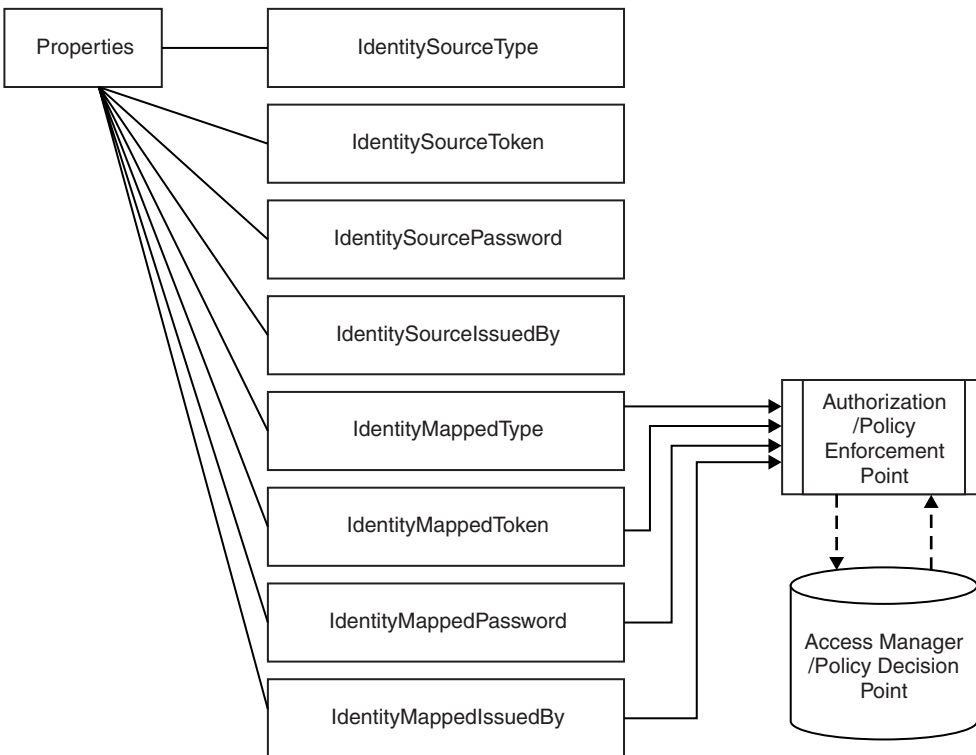 Properties
IdentitySourceType
IdentitySourceToken
IdentitySourcePassword
IdentitySourceIssuedBy
IdentityMappedType
IdentityMappedToken
IdentityMappedPassword
IdentityMappedIssuedBy
Authorization
/Policy
Enforcement
Point
Access Manager
/Policy Decision
Point